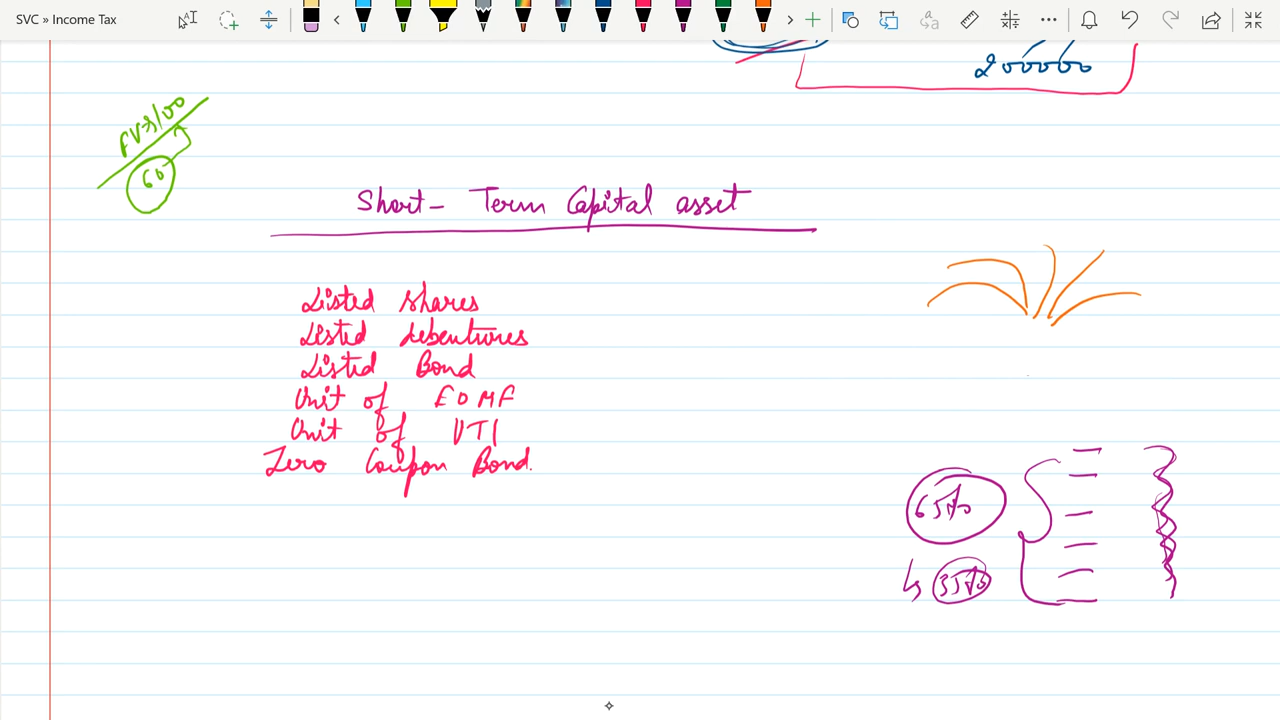 SVC » Income Tax
200000
FV→100
60
Short- Term Capital asset
Listed shares
Listed debentures
Listed Bond
Unit of EOMF
Unit of UTI
Zero Coupon Bond.
65%
35%